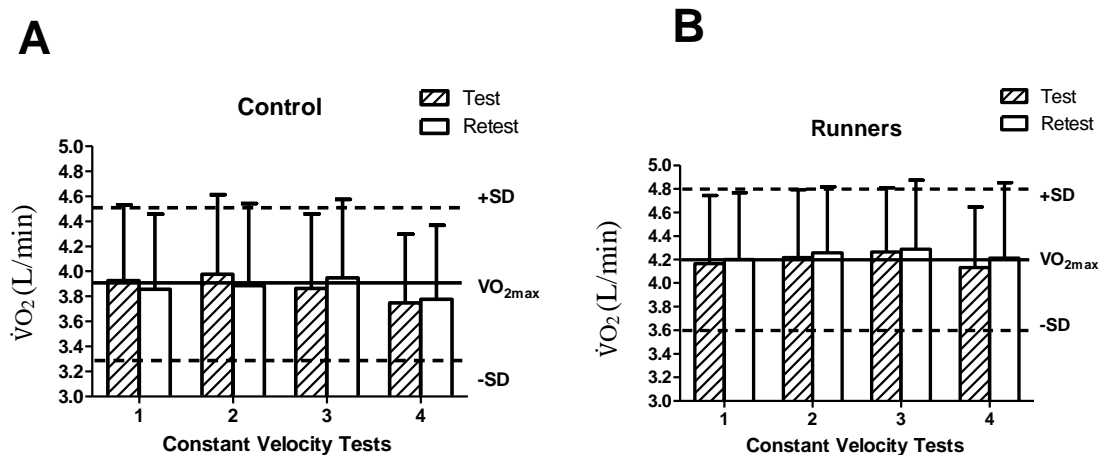 A
Control
Test
Retest
V̇O₂ (L/min)
5.0
4.8
4.6
4.4
4.2
4.0
3.8
3.6
3.4
3.2
3.0
+SD
VO₂max
-SD
1 2 3 4
Constant Velocity Tests
B
Runners
Test
Retest
V̇O₂ (L/min)
5.0
4.8
4.6
4.4
4.2
4.0
3.8
3.6
3.4
3.2
3.0
+SD
VO₂max
-SD
1 2 3 4
Constant Velocity Tests